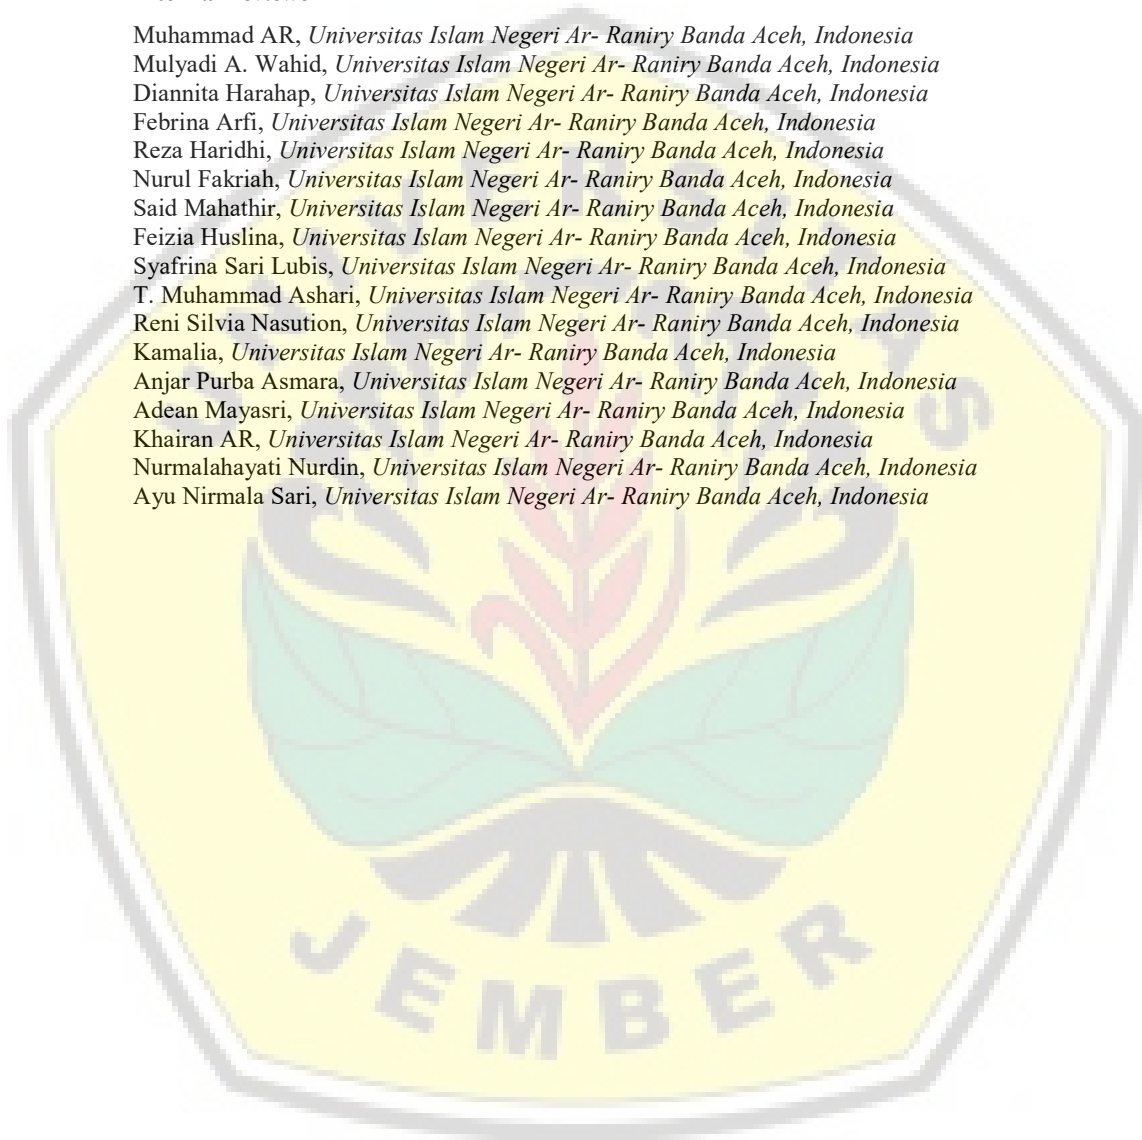 Muhammad AR, Universitas Islam Negeri Ar- Raniry Banda Aceh, Indonesia
Mulyadi A. Wahid, Universitas Islam Negeri Ar- Raniry Banda Aceh, Indonesia
Diannita Harahap, Universitas Islam Negeri Ar- Raniry Banda Aceh, Indonesia
Febrina Arfi, Universitas Islam Negeri Ar- Raniry Banda Aceh, Indonesia
Reza Haridhi, Universitas Islam Negeri Ar- Raniry Banda Aceh, Indonesia
Nurul Fakriah, Universitas Islam Negeri Ar- Raniry Banda Aceh, Indonesia
Said Mahathir, Universitas Islam Negeri Ar- Raniry Banda Aceh, Indonesia
Feizia Huslina, Universitas Islam Negeri Ar- Raniry Banda Aceh, Indonesia
Syafrina Sari Lubis, Universitas Islam Negeri Ar- Raniry Banda Aceh, Indonesia
T. Muhammad Ashari, Universitas Islam Negeri Ar- Raniry Banda Aceh, Indonesia
Reni Silvia Nasution, Universitas Islam Negeri Ar- Raniry Banda Aceh, Indonesia
Kamalia, Universitas Islam Negeri Ar- Raniry Banda Aceh, Indonesia
Anjar Purba Asmara, Universitas Islam Negeri Ar- Raniry Banda Aceh, Indonesia
Adean Mayasri, Universitas Islam Negeri Ar- Raniry Banda Aceh, Indonesia
Khairan AR, Universitas Islam Negeri Ar- Raniry Banda Aceh, Indonesia
Nurmalahayati Nurdin, Universitas Islam Negeri Ar- Raniry Banda Aceh, Indonesia
Ayu Nirmala Sari, Universitas Islam Negeri Ar- Raniry Banda Aceh, Indonesia
UNIVERSITAS
JEMBER